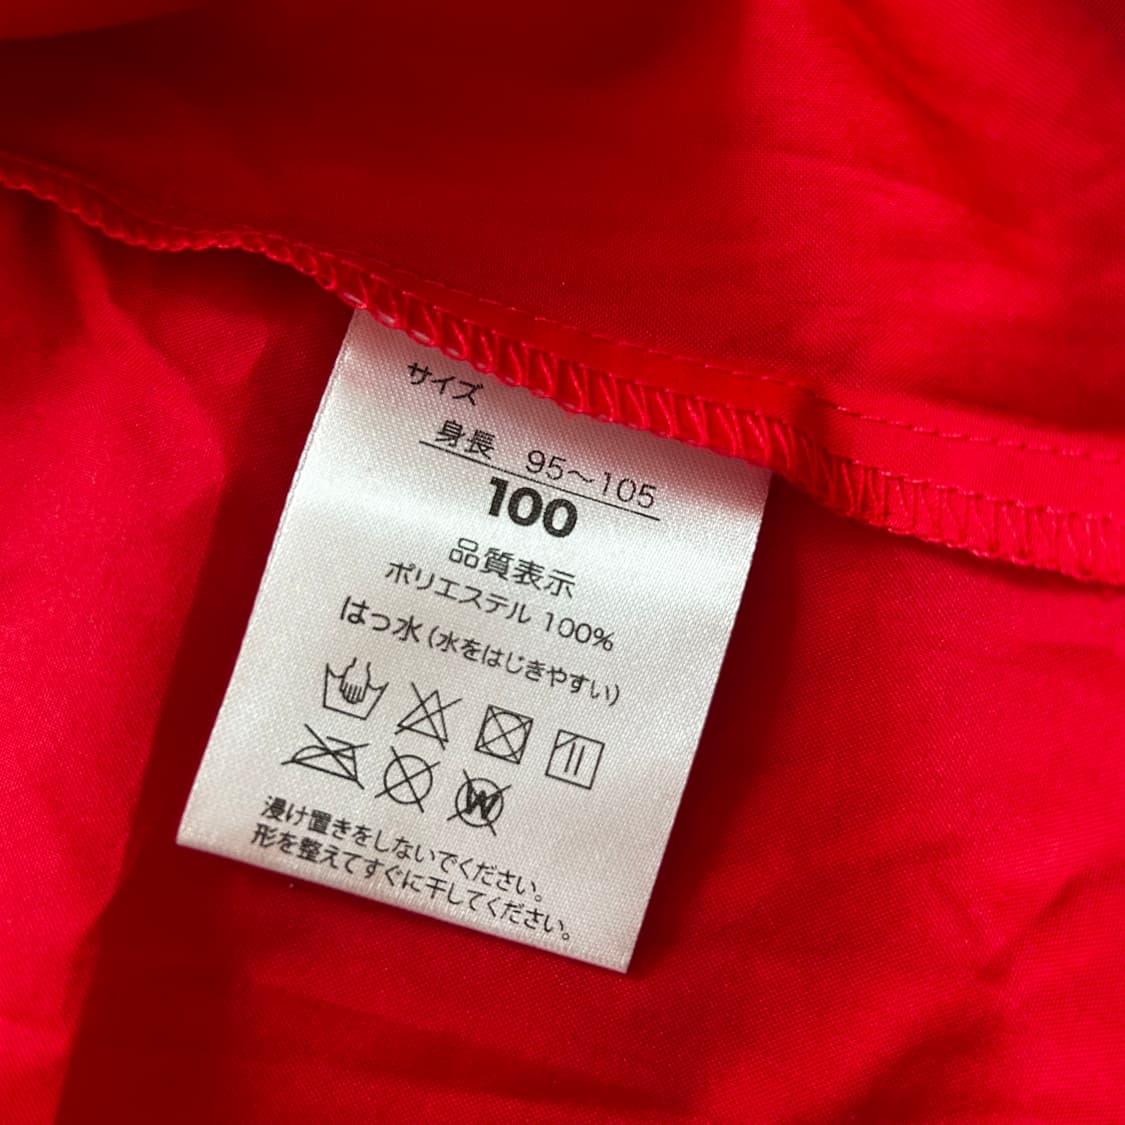 サイズ
身長 95～105
100
品質表示
ポリエステル 100%
はっ水（水をはじきやすい）
W
浸け置きをしないでください。
形を整えてすぐに干してください。